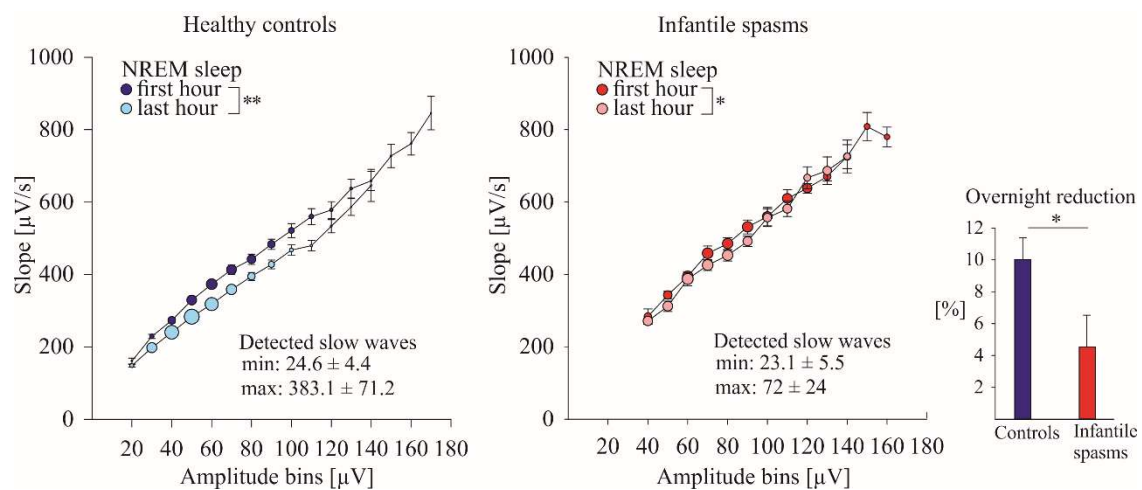 Healthy controls
1000
800
600
400
200
0
Slope [µV/s]
NREM sleep
first hour
last hour
**
Detected slow waves
min: 24.6 ± 4.4
max: 383.1 ± 71.2
20 40 60 80 100 120 140 160 180
Amplitude bins [µV]
Infantile spasms
1000
800
600
400
200
0
Slope [µV/s]
NREM sleep
first hour
last hour
*
Detected slow waves
min: 23.1 ± 5.5
max: 72 ± 24
20 40 60 80 100 120 140 160 180
Amplitude bins [µV]
Overnight reduction
*
12
10
8
6
4
2
[%]
Controls
Infantile
spasms